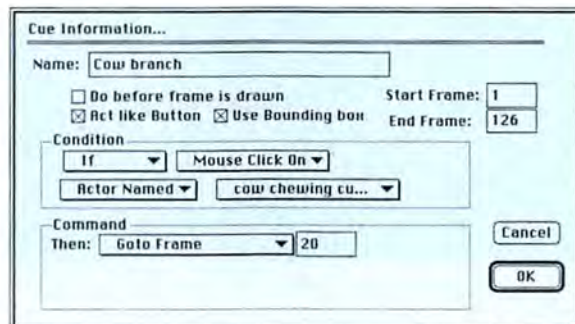 Cue Information...
Name: Cow branch
Do before frame is drawn
Start Frame: 1
Act like Button Use Bounding box
End Frame: 126
Condition
If Mouse Click On
Actor Named cow chewing cu...
Command
Then: Goto Frame 20
Cancel
OK